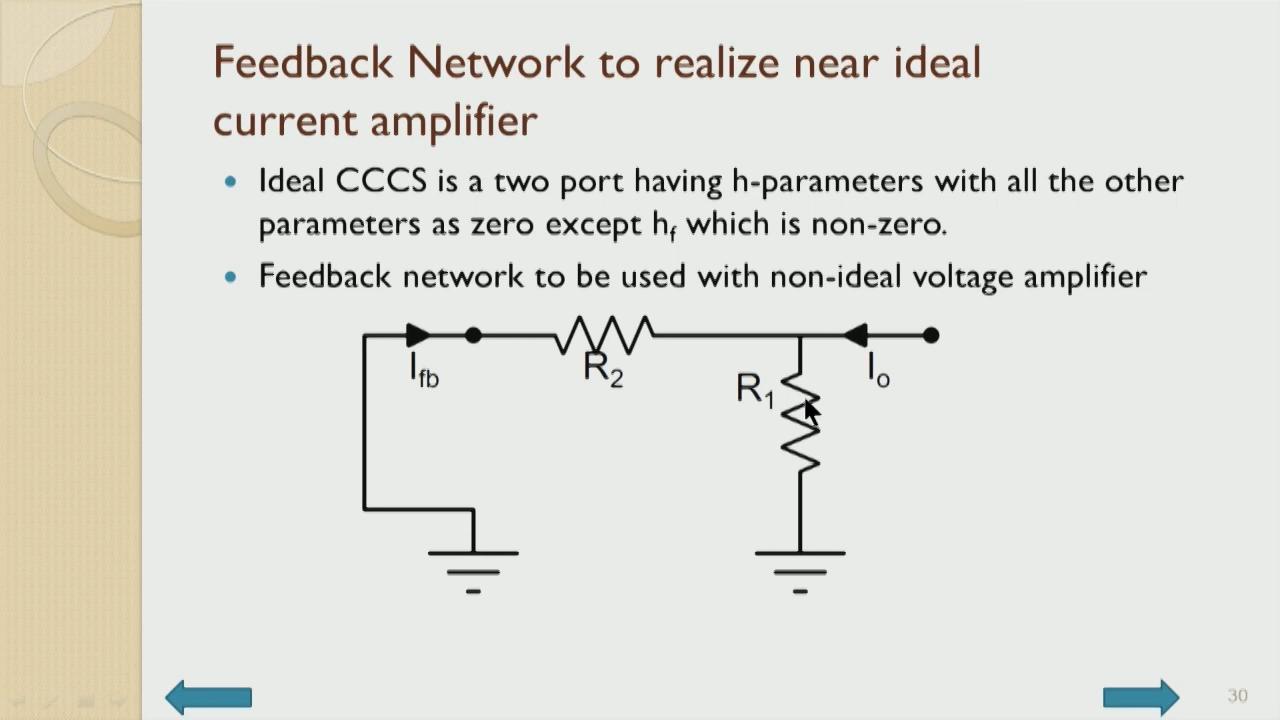 Feedback Network to realize near ideal
current amplifier
• Ideal CCCS is a two port having h-parameters with all the other
parameters as zero except hf which is non-zero.
• Feedback network to be used with non-ideal voltage amplifier
Ifb
R2
R1
Io
30